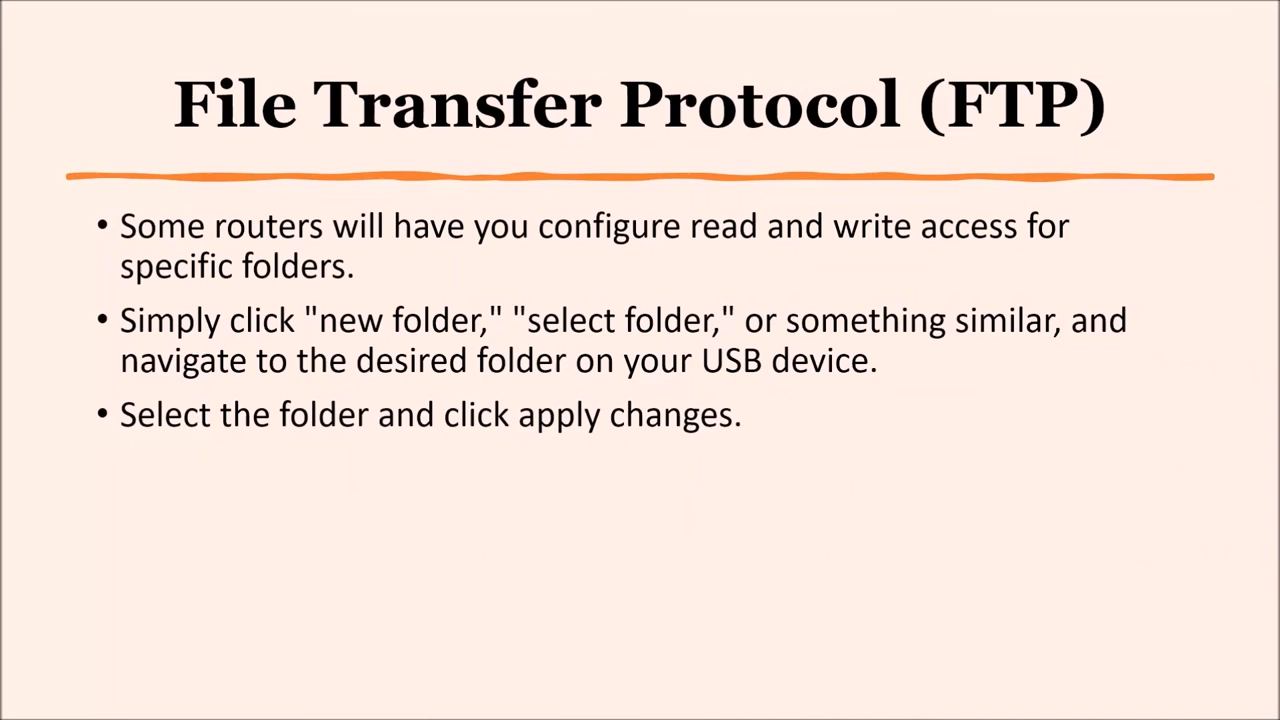 File Transfer Protocol (FTP)
• Some routers will have you configure read and write access for
specific folders.
• Simply click "new folder," "select folder," or something similar, and
navigate to the desired folder on your USB device.
• Select the folder and click apply changes.